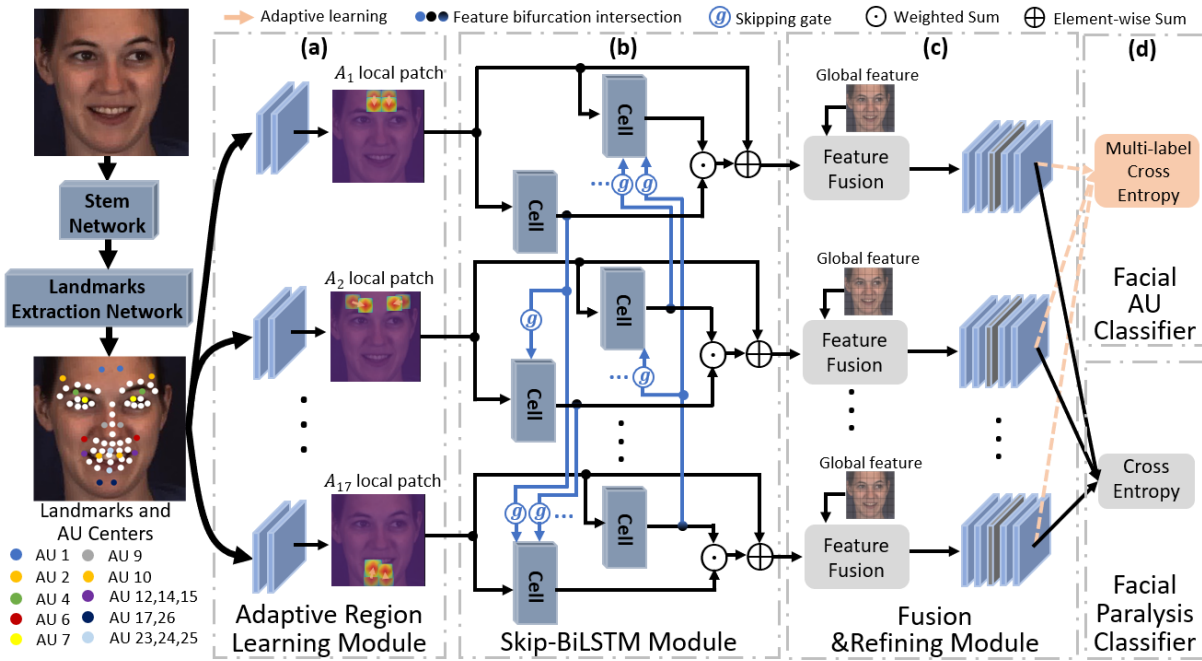 Adaptive learning
Feature bifurcation intersection
g Skipping gate
Weighted Sum
Element-wise Sum
(a)
(b)
(c)
(d)
Stem
Network
Landmarks
Extraction Network
Landmarks and
AU Centers
AU 1
AU 9
AU 2
AU 10
AU 4
AU 12,14,15
AU 6
AU 17,26
AU 7
AU 23,24,25
A1 local patch
A2 local patch
A17 local patch
Adaptive Region
Learning Module
Cell
Cell
... g g
g
Cell
Cell
... g
g g ...
Cell
Cell
Skip-BiLSTM Module
Global feature
Feature
Fusion
Global feature
Feature
Fusion
Global feature
Feature
Fusion
Fusion
&Refining Module
Multi-label
Cross
Entropy
Facial
AU
Classifier
Cross
Entropy
Facial
Paralysis
Classifier